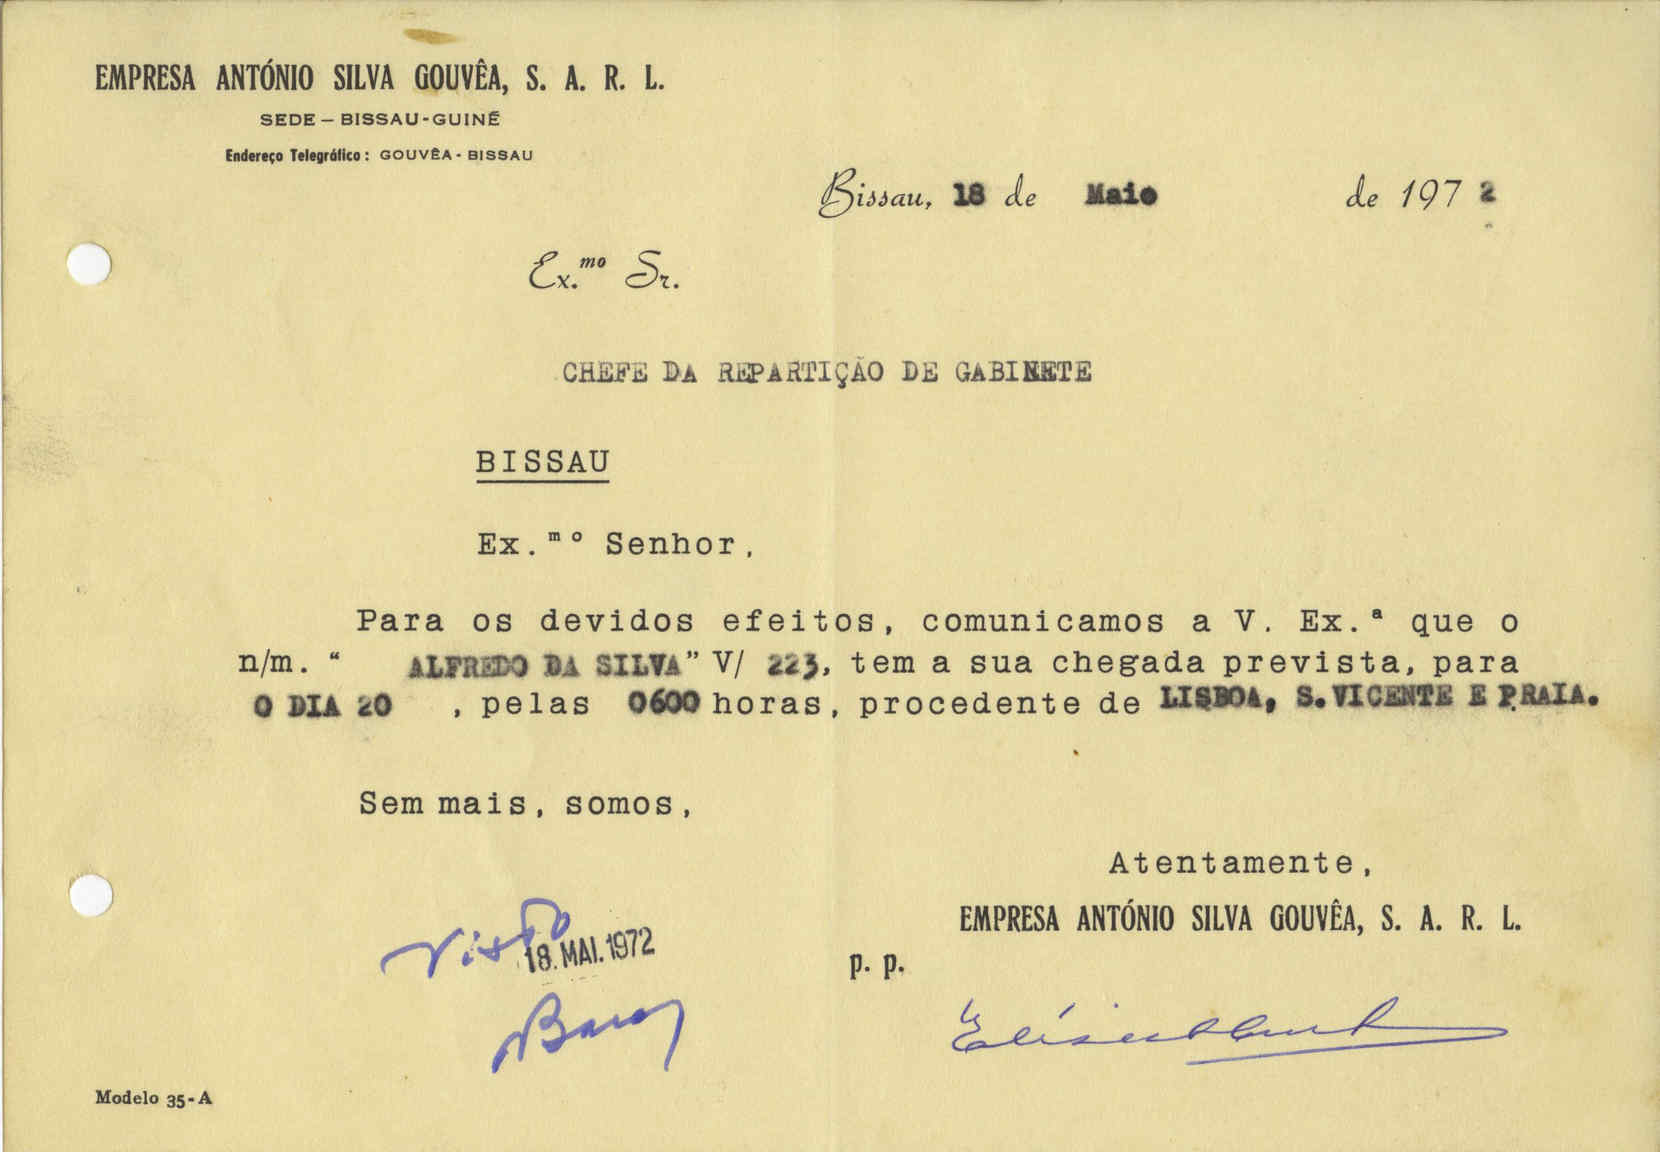 EMPRESA ANTÓNIO SILVA GOUVÊA, S. A. R. L.
SEDE – BISSAU-GUINÉ
Endereço Telegráfico: GOUVÊA - BISSAU
Bissau, 18 de Maio de 1972
Ex.mo Sr.
CHEFE DA REPARTIÇÃO DE GABINETE
BISSAU
Ex.mo Senhor,
Para os devidos efeitos, comunicamos a V. Ex.ª que o
n/m. “ ALFREDO DA SILVA” V/ 223, tem a sua chegada prevista, para
O DIA 20 , pelas 0600 horas, procedente de LISBOA, S. VICENTE E PRAIA.
Sem mais, somos,
Atentamente,
EMPRESA ANTÓNIO SILVA GOUVÊA, S. A. R. L.
p. p.
Visto
18. MAI. 1972
Modelo 35-A